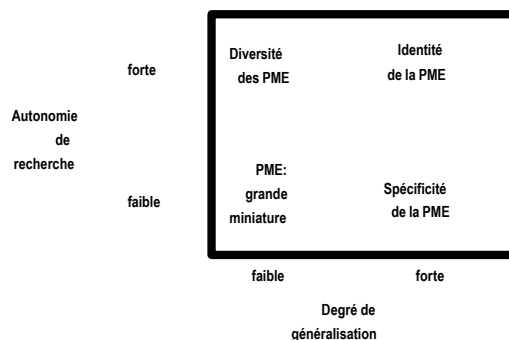 Diversité
des PME
Identité
de la PME
forte
Autonomie
de
recherche
PME:
grande
miniature
Spécificité
de la PME
faible
faible
forte
Degré de
généralisation